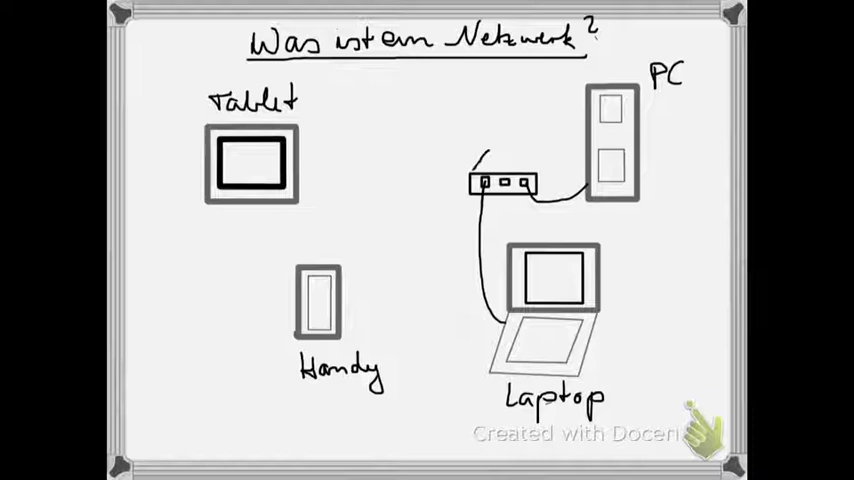 Was ist ein Netzwerk?
Tablet
PC
Handy
Laptop
Created with Doceri